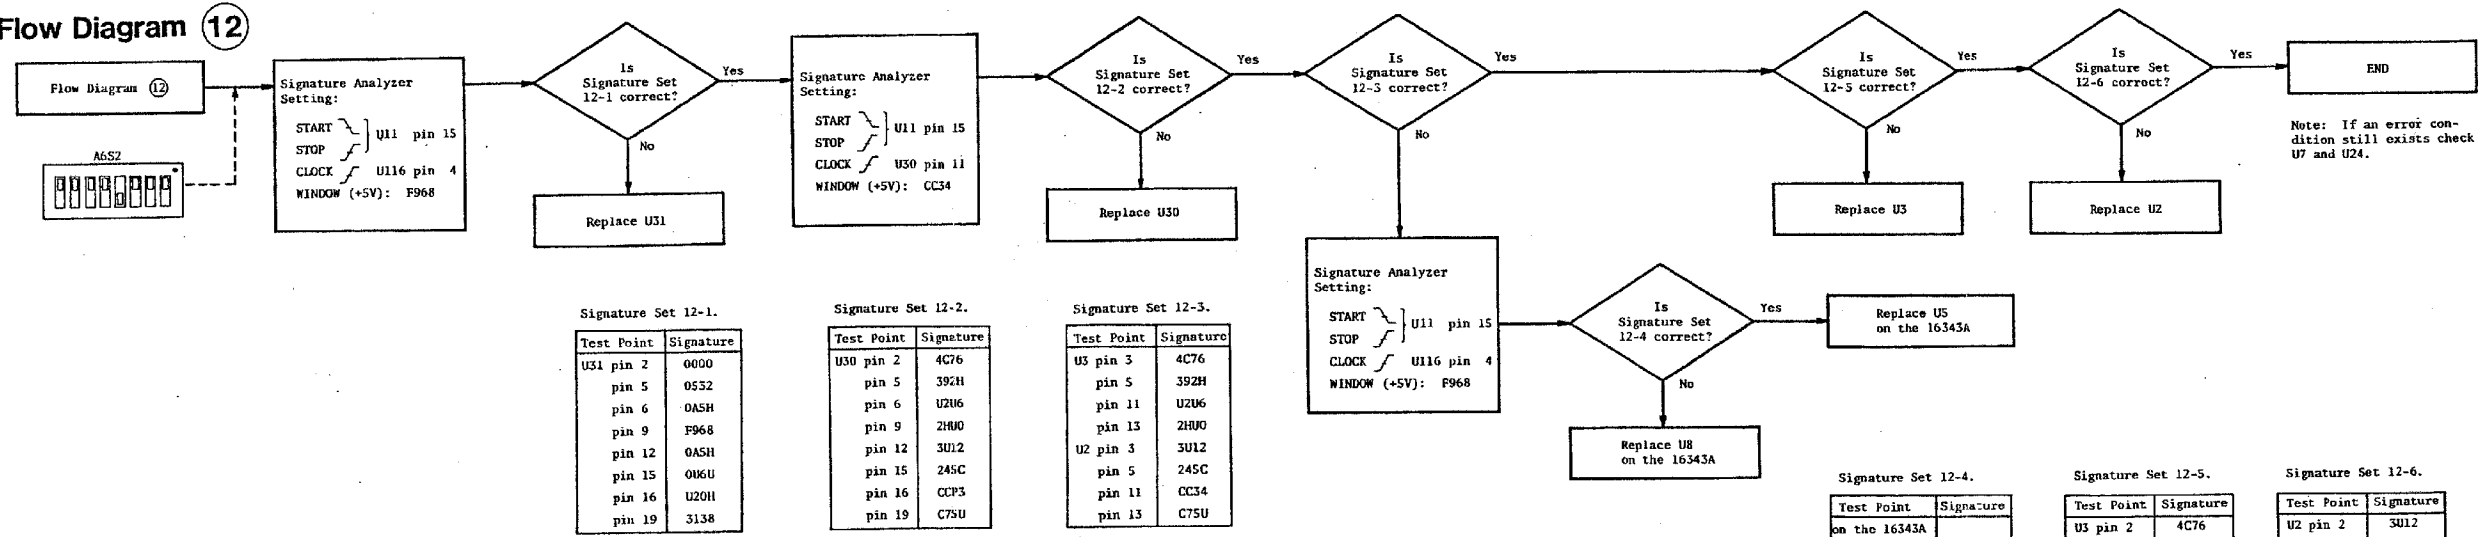 Flow Diagram 12
Flow Diagram 12
A6S2
Signature Analyzer
Setting:
START
STOP
U11 pin 15
CLOCK U116 pin 4
WINDOW (+5V): F968
Is
Signature Set
12-1 correct?
Yes
No
Replace U31
Signature Analyzer
Setting:
START
STOP
U11 pin 15
CLOCK U30 pin 11
WINDOW (+5V): CC34
Is
Signature Set
12-2 correct?
Yes
No
Replace U30
Is
Signature Set
12-3 correct?
Yes
No
Signature Analyzer
Setting:
START
STOP
U11 pin 15
CLOCK U116 pin 4
WINDOW (+5V): F968
Is
Signature Set
12-4 correct?
Yes
No
Replace U5
on the 16343A
Replace U8
on the 16343A
Is
Signature Set
12-5 correct?
Yes
No
Replace U3
Is
Signature Set
12-6 correct?
Yes
No
Replace U2
END
Note: If an error con-
dition still exists check
U7 and U24.
Signature Set 12-1.
Test Point Signature
U31 pin 2 0000
pin 5
pin 6 0A5H
pin 9 F968
pin 12 0A5H
pin 15 0U6U
pin 16 U20H
pin 19 3138
Signature Set 12-2.
Test Point Signature
U30 pin 2 4C76
pin 5 392H
pin 6 U2U6
pin 9 2HU0
pin 12 3U12
pin 15 245C
pin 16 CCP3
pin 19 C75U
Signature Set 12-3.
Test Point Signature
U3 pin 3 4C76
pin 5 392H
pin 11 U2U6
pin 13 2HU0
U2 pin 3 3U12
pin 5 245C
pin 11 CC34
pin 13 C75U
Signature Set 12-4.
Test Point Signature
on the 16343A
Signature Set 12-5.
Test Point Signature
U3 pin 2 4C76
Signature Set 12-6.
Test Point Signature
U2 pin 2 3U12